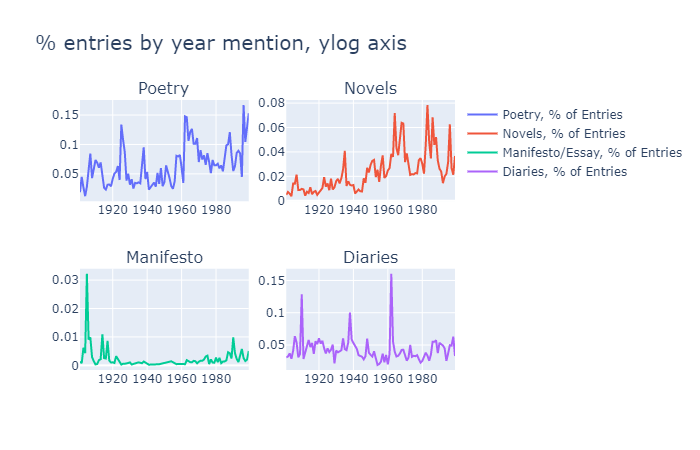 % entries by year mention, ylog axis
Poetry
Novels
0.15
0.1
0.05
1920 1940 1960 1980
0.08
0.06
0.04
0.02
0
1920 1940 1960 1980
Poetry, % of Entries
Novels, % of Entries
Manifesto/Essay, % of Entries
Diaries, % of Entries
Manifesto
Diaries
0.03
0.02
0.01
0
1920 1940 1960 1980
0.15
0.1
0.05
1920 1940 1960 1980